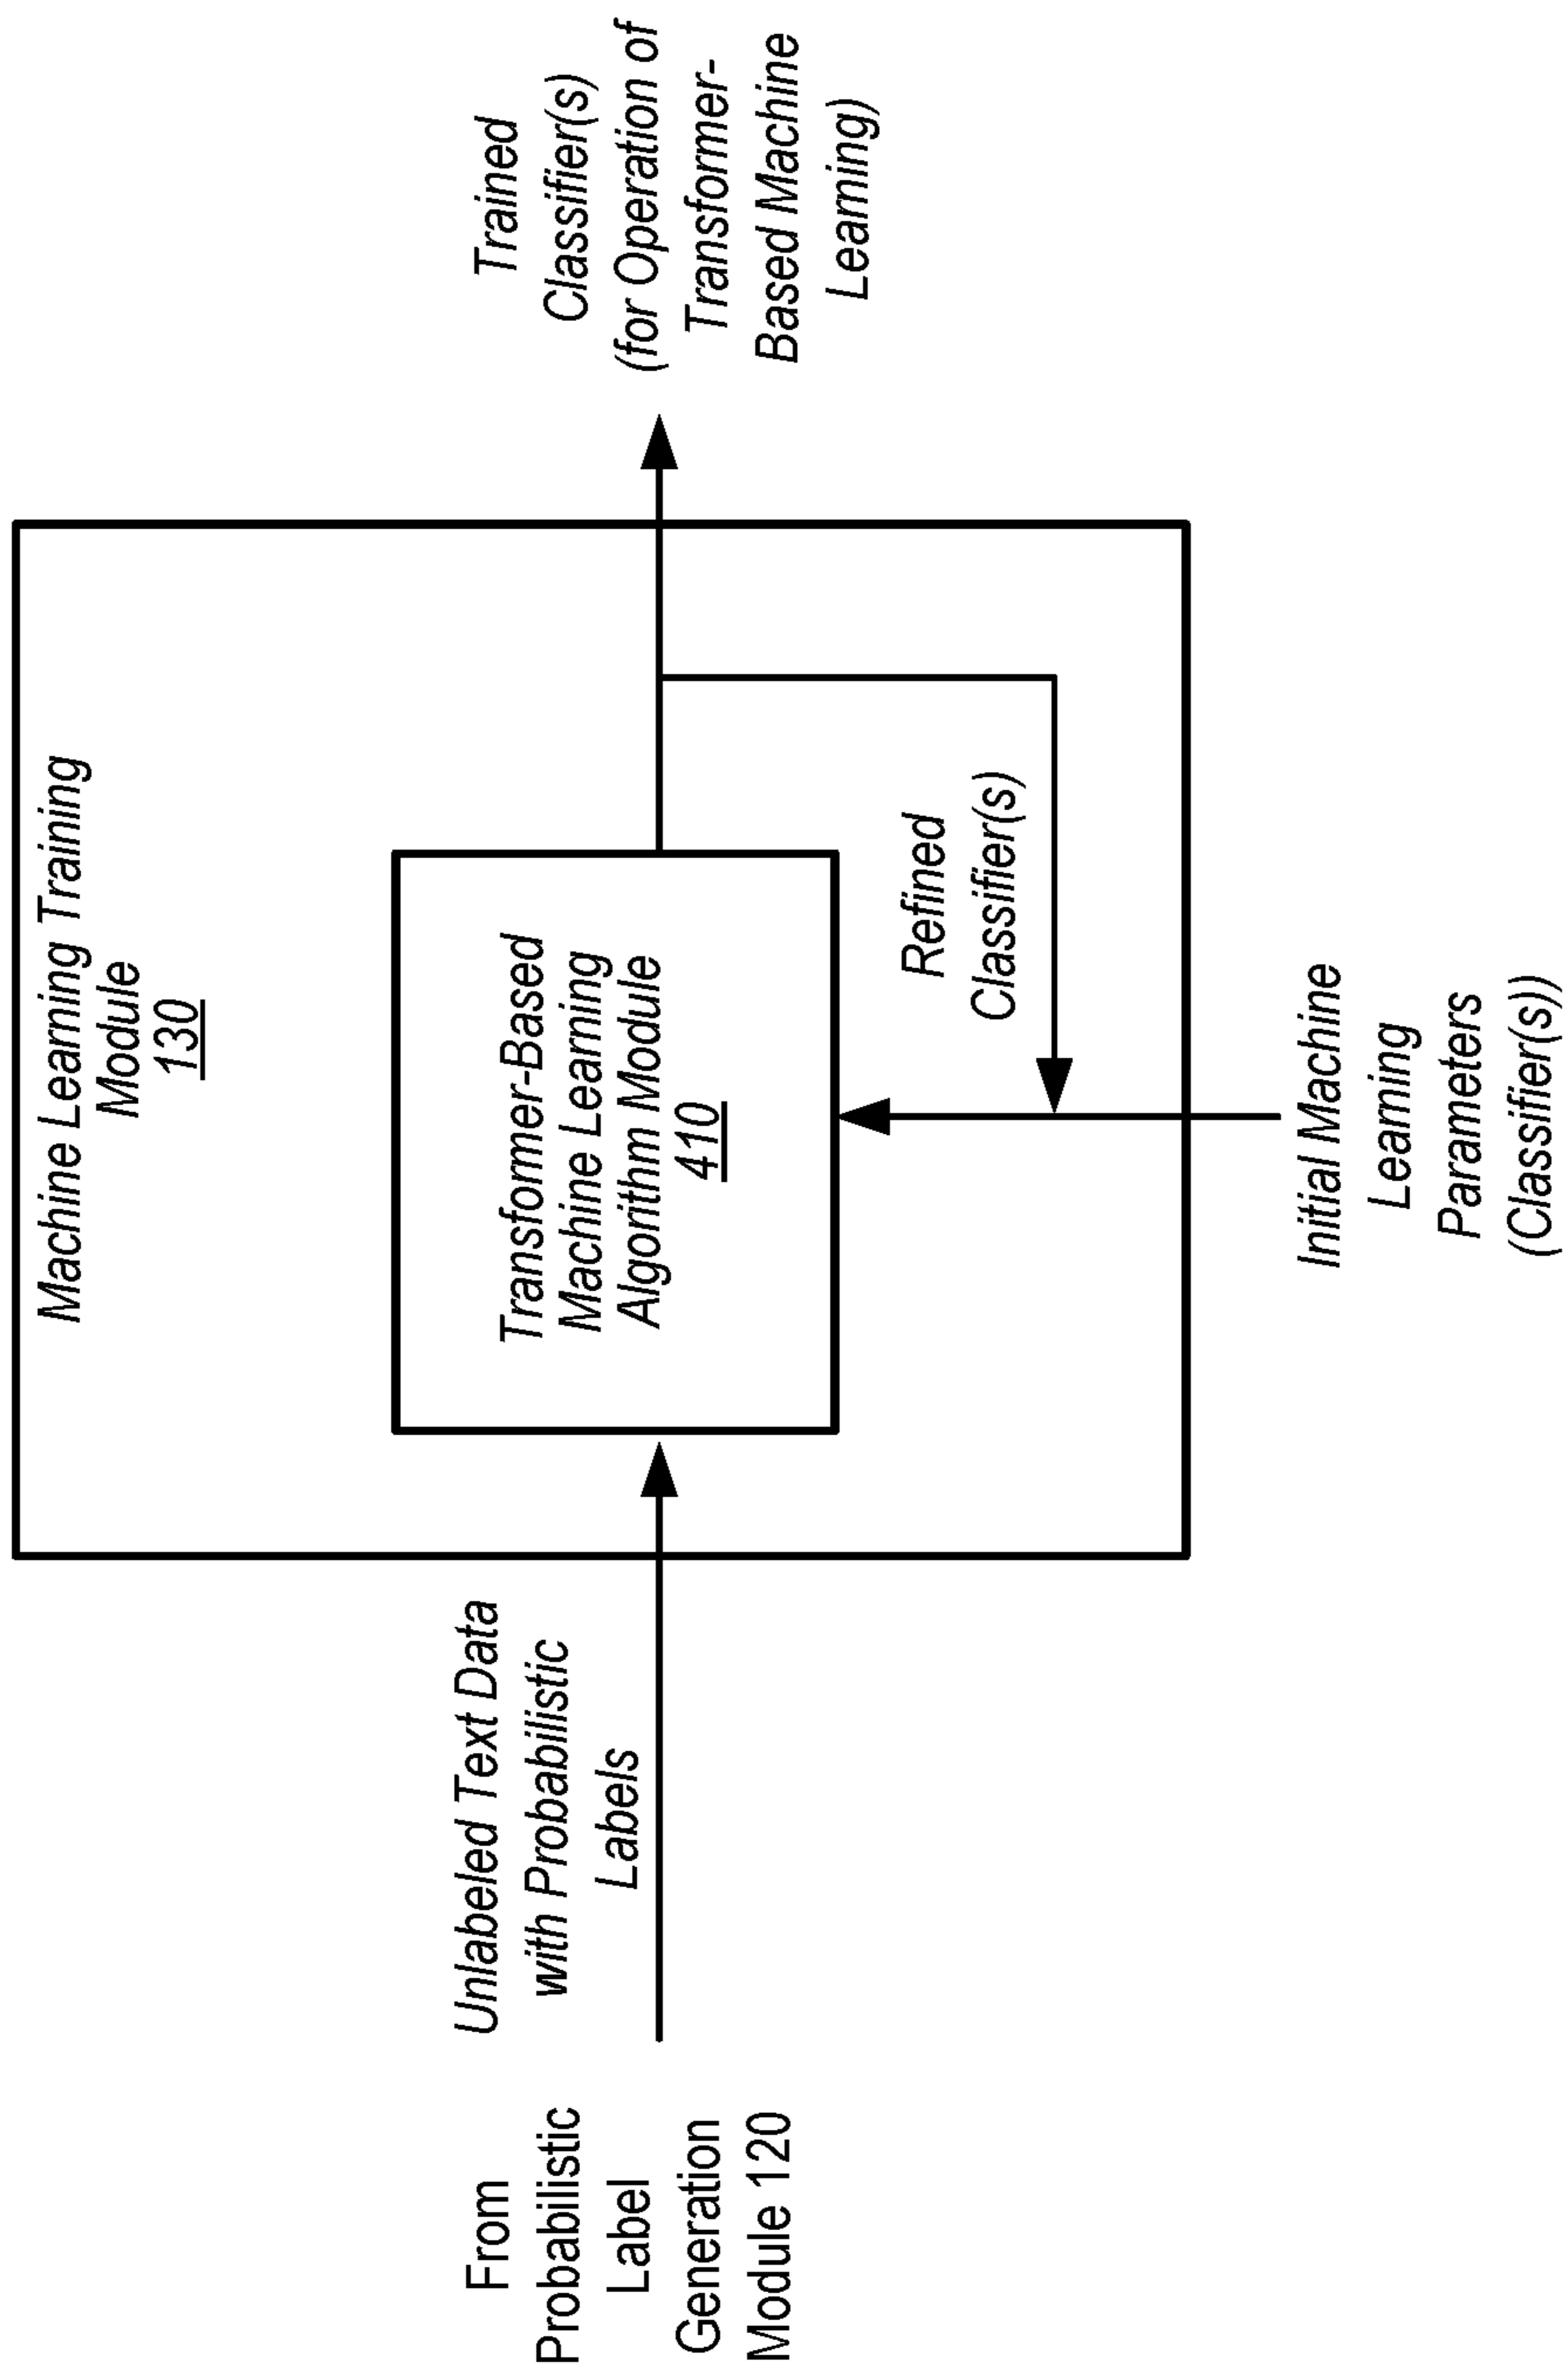 Machine Learning Training
Module
130
From
Probabilistic
Label
Generation
Module 120
Unlabeled Text Data
with Probabilistic
Labels
Transformer-Based
Machine Learning
Algorithm Module
410
Refined
Classifier(s)
Initial Machine
Learning
Parameters
(Classifier(s))
Trained
Classifier(s)
(for Operation of
Transformer-
Based Machine
Learning)